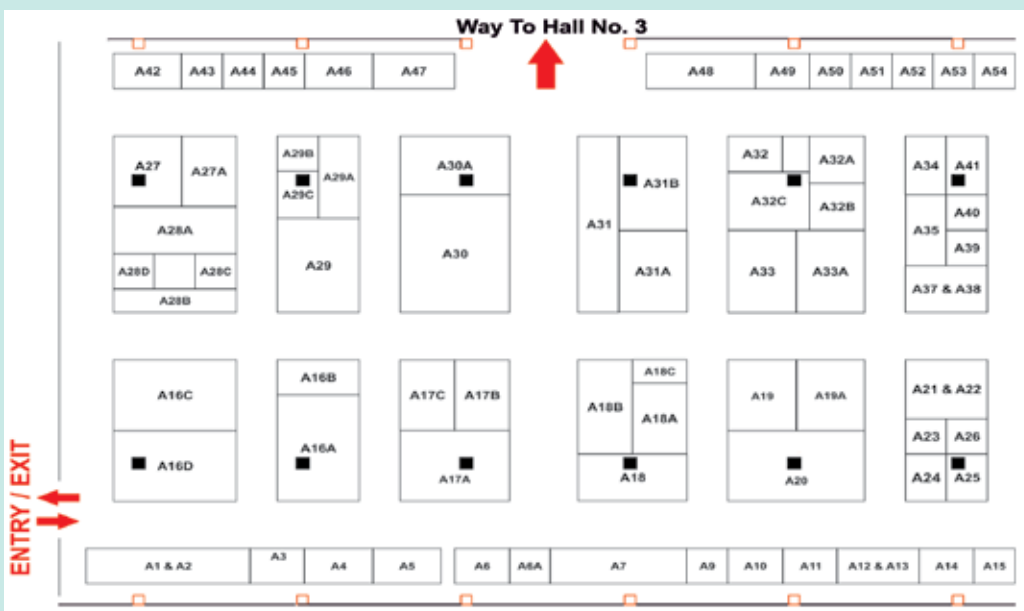 Way To Hall No. 3
A42 A43 A44 A45 A46 A47 A48 A49 A50 A51 A52 A53 A54
A27 A27A A29B A29A A29C A30A A31 A31B A32 A32A A32C A32B A34 A41
A28A A29 A30 A31A A33 A33A A35 A40
A39
A28D A28C A37 & A38
A28B
A16C A16B A17C A17B A18B A18C A18A A19 A19A A21 & A22
A23 A26
A16D A16A A17A A18 A20 A24 A25
ENTRY / EXIT
A1 & A2 A3 A4 A5 A6 A6A A7 A9 A10 A11 A12 & A13 A14 A15